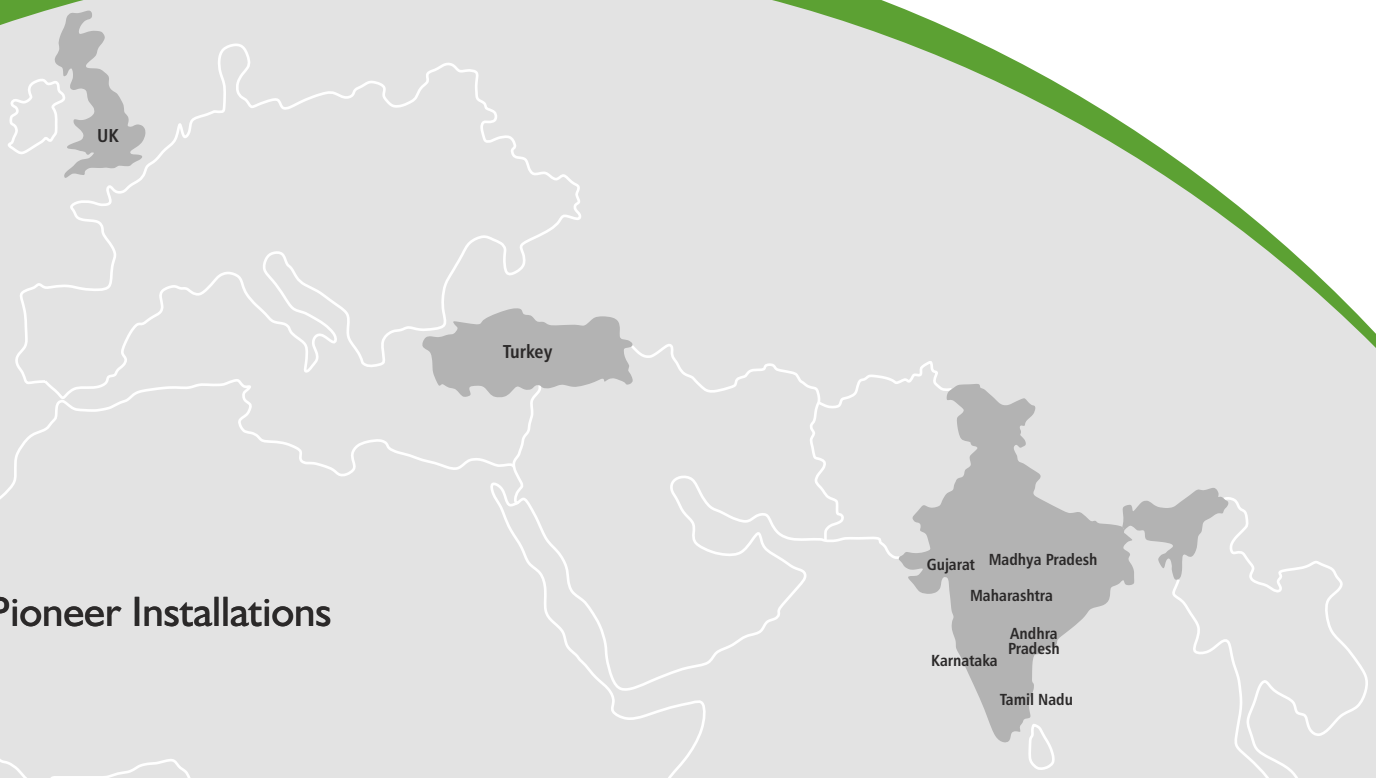 UK
Turkey
Gujarat
Madhya Pradesh
Maharashtra
Pioneer Installations
Andhra
Pradesh
Karnataka
Tamil Nadu